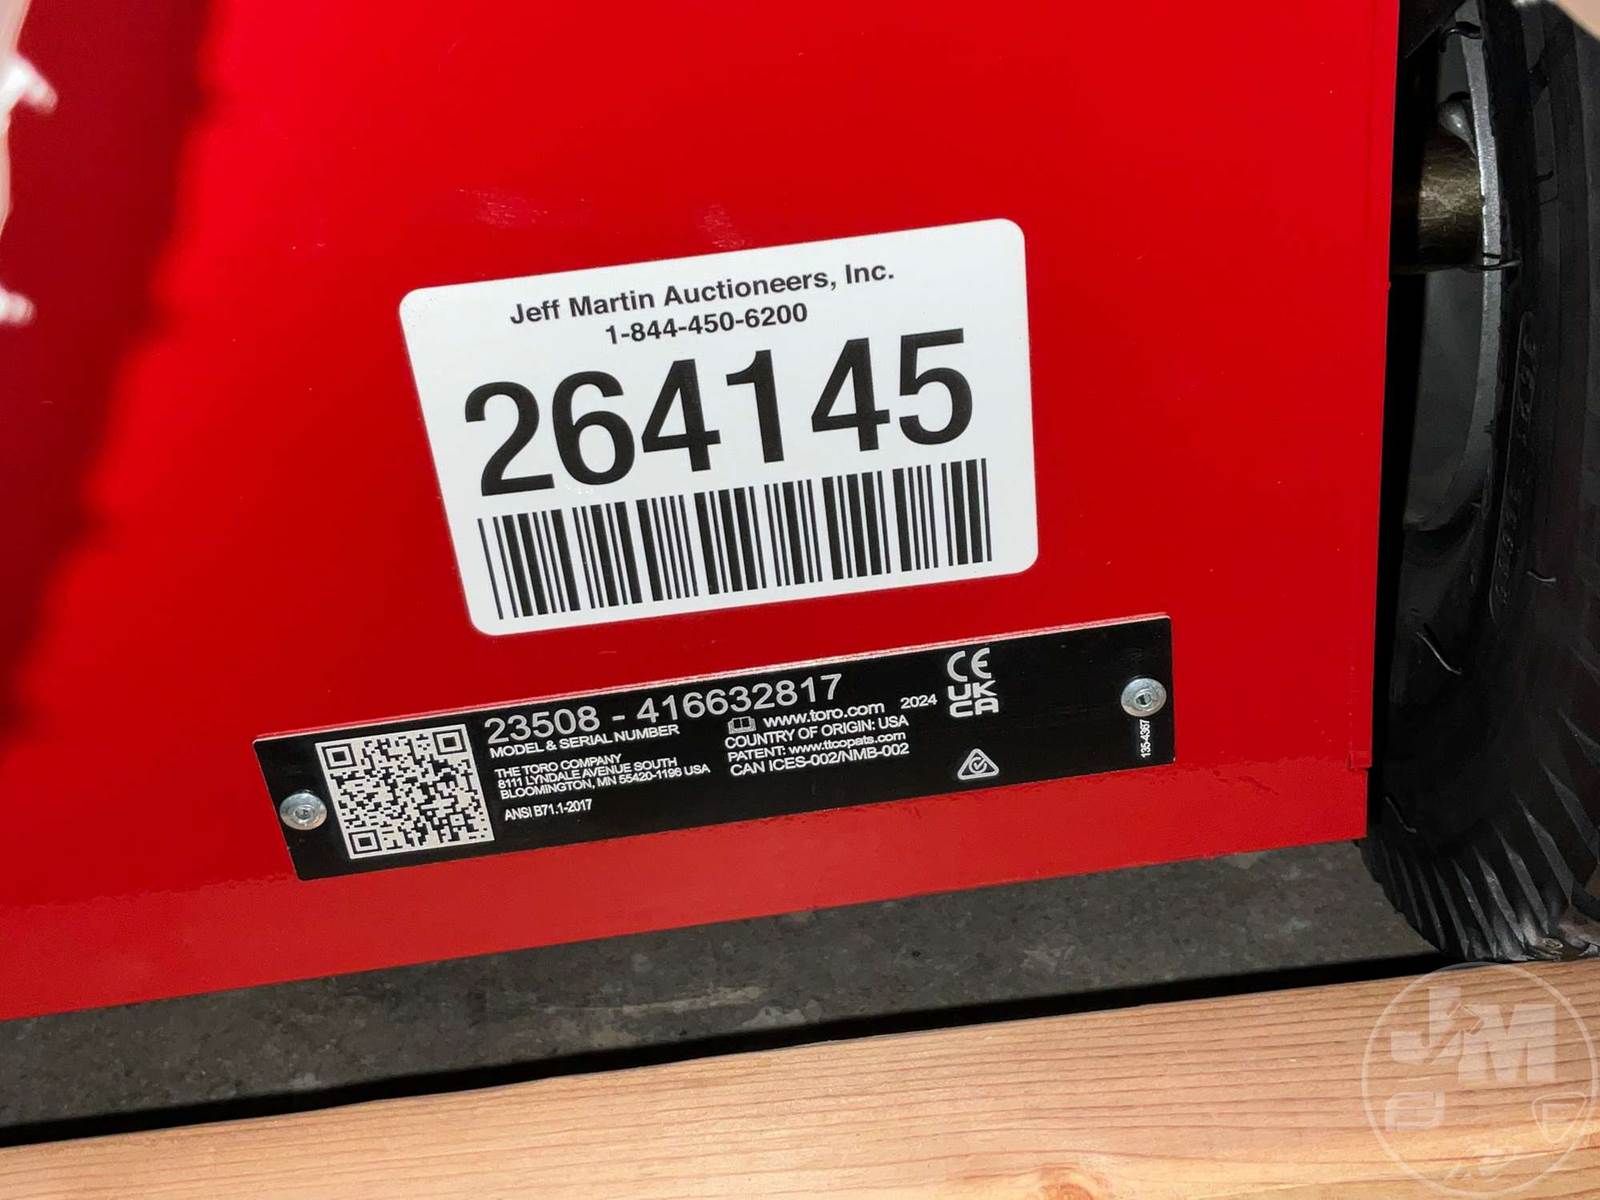 Jeff Martin Auctioneers, Inc.
1-844-450-6200
264145
23508 - 416632817
MODEL & SERIAL NUMBER
THE TORO COMPANY
8111 LYNDALE AVENUE SOUTH
BLOOMINGTON, MN 55420-1196 USA
ANSI B71.1-2017
www.toro.com 2024
COUNTRY OF ORIGIN: USA
PATENT: www.ttcopats.com
CAN ICES-002/NMB-002
CE
UK
CA
135-4387
JM